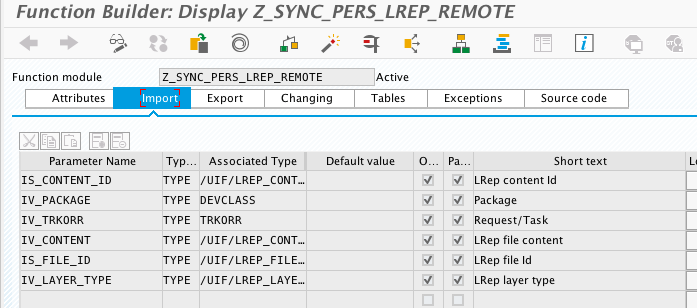 Function Builder: Display Z_SYNC_PERS_LREP_REMOTE
Function module Z_SYNC_PERS_LREP_REMOTE Active
Attributes Import Export Changing Tables Exceptions Source code
Parameter Name Typ... Associated Type Default value O... Pa... Short text
IS_CONTENT_ID TYPE /UIF/LREP_CONT... LRep content Id
IV_PACKAGE TYPE DEVCLASS Package
IV_TRKORR TYPE TRKORR Request/Task
IV_CONTENT TYPE /UIF/LREP_CONT... LRep file content
IS_FILE_ID TYPE /UIF/LREP_FILE... LRep file Id
IV_LAYER_TYPE TYPE /UIF/LREP_LAYE... LRep layer type